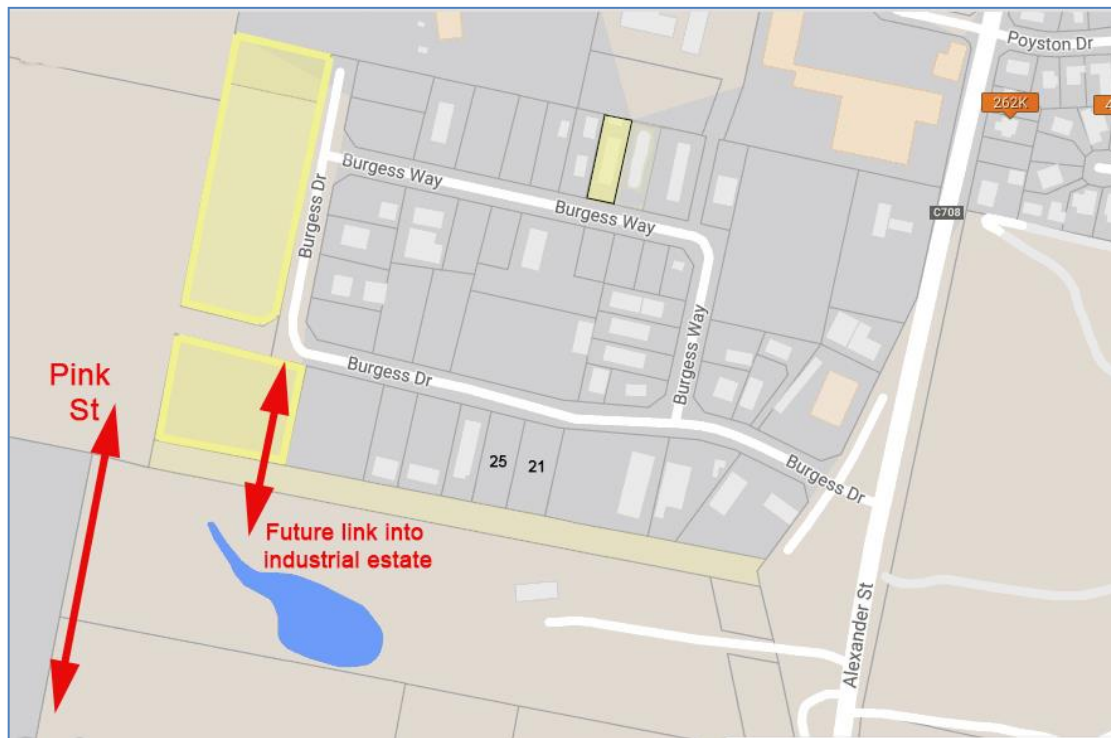 Poyston Dr
262K
4
C708
Burgess Way
Burgess Way
Burgess Dr
Burgess Dr
Burgess Way
Pink
St
25
21
Burgess Dr
Future link into
industrial estate
Alexander St